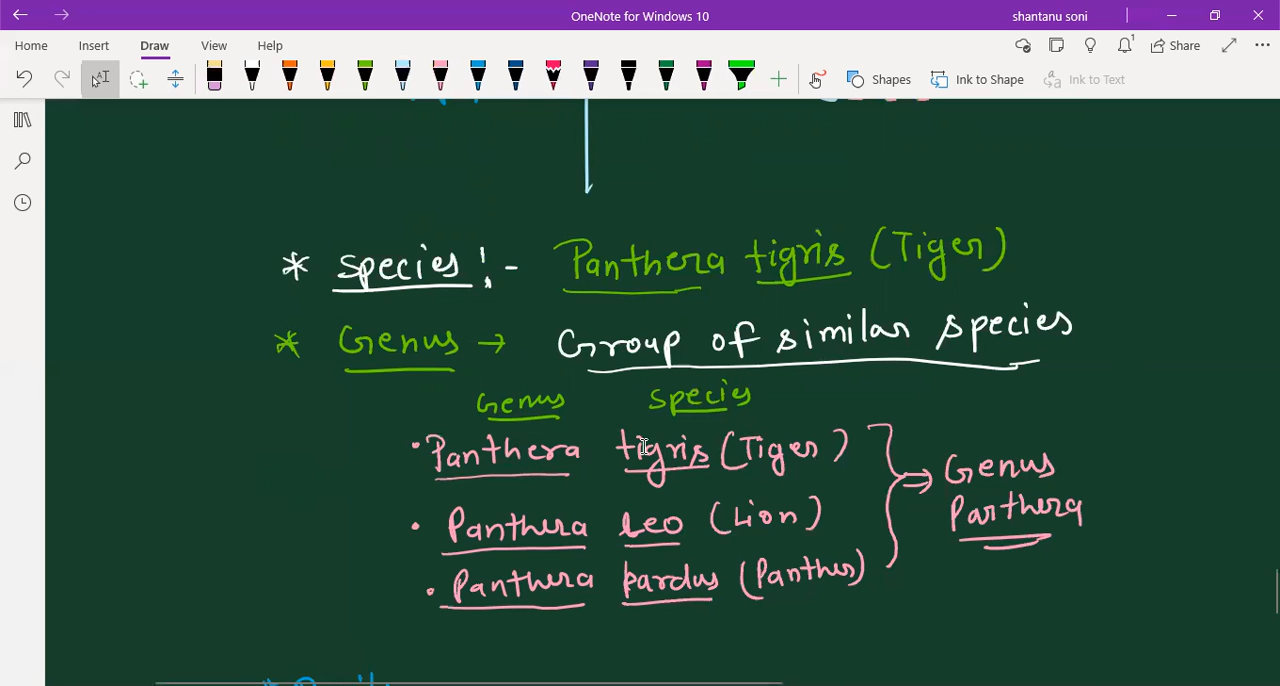 OneNote for Windows 10
shantanu soni
Home Insert Draw View Help
Share
Shapes Ink to Shape Ink to Text
* species :- Panthera tigris (Tiger)
* Genus → Group of similar species
Genus species
• Panthera tigris (Tiger)
• Panthera leo (Lion)
• Panthera pardus (Panther)
⇒ Genus
Parthera